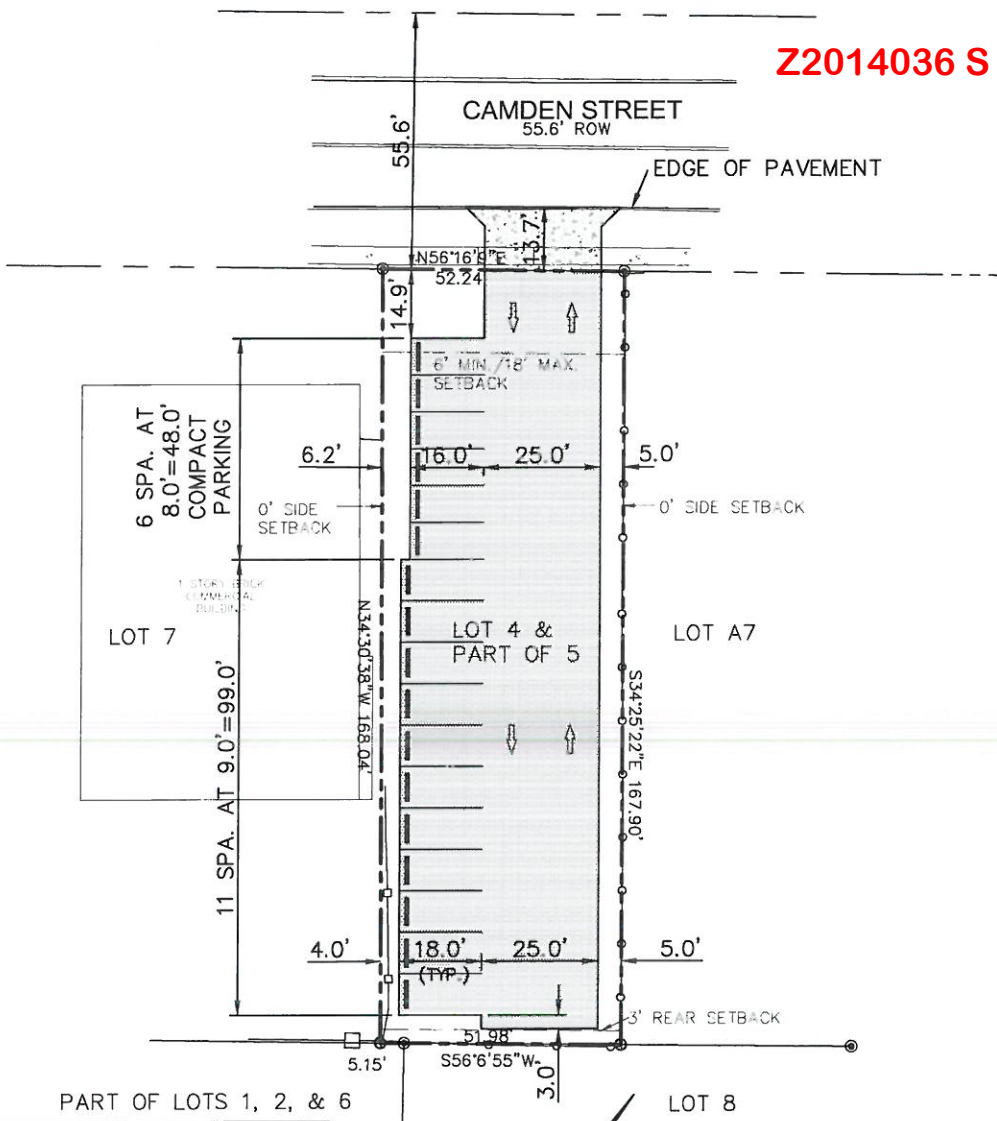 Z2014036 S
CAMDEN STREET
55.6' ROW
55.6'
EDGE OF PAVEMENT
13.7'
N56°16'9"E
52.24'
14.9'
6' MIN./18' MAX.
SETBACK
6 SPA. AT
8.0'=48.0'
COMPACT
PARKING
6.2'
16.0'
25.0'
5.0'
0' SIDE
SETBACK
0' SIDE SETBACK
1 STORY BRICK
COMMERCIAL
BUILDING
LOT 7
N34°30'38"W 168.04'
LOT 4 &
PART OF 5
LOT A7
S34°25'22"E 167.90'
11 SPA. AT 9.0'=99.0'
4.0'
18.0'
(TYP.)
25.0'
5.0'
3' REAR SETBACK
51.98'
5.15'
S56°6'55"W
3.0'
PART OF LOTS 1, 2, & 6
LOT 8